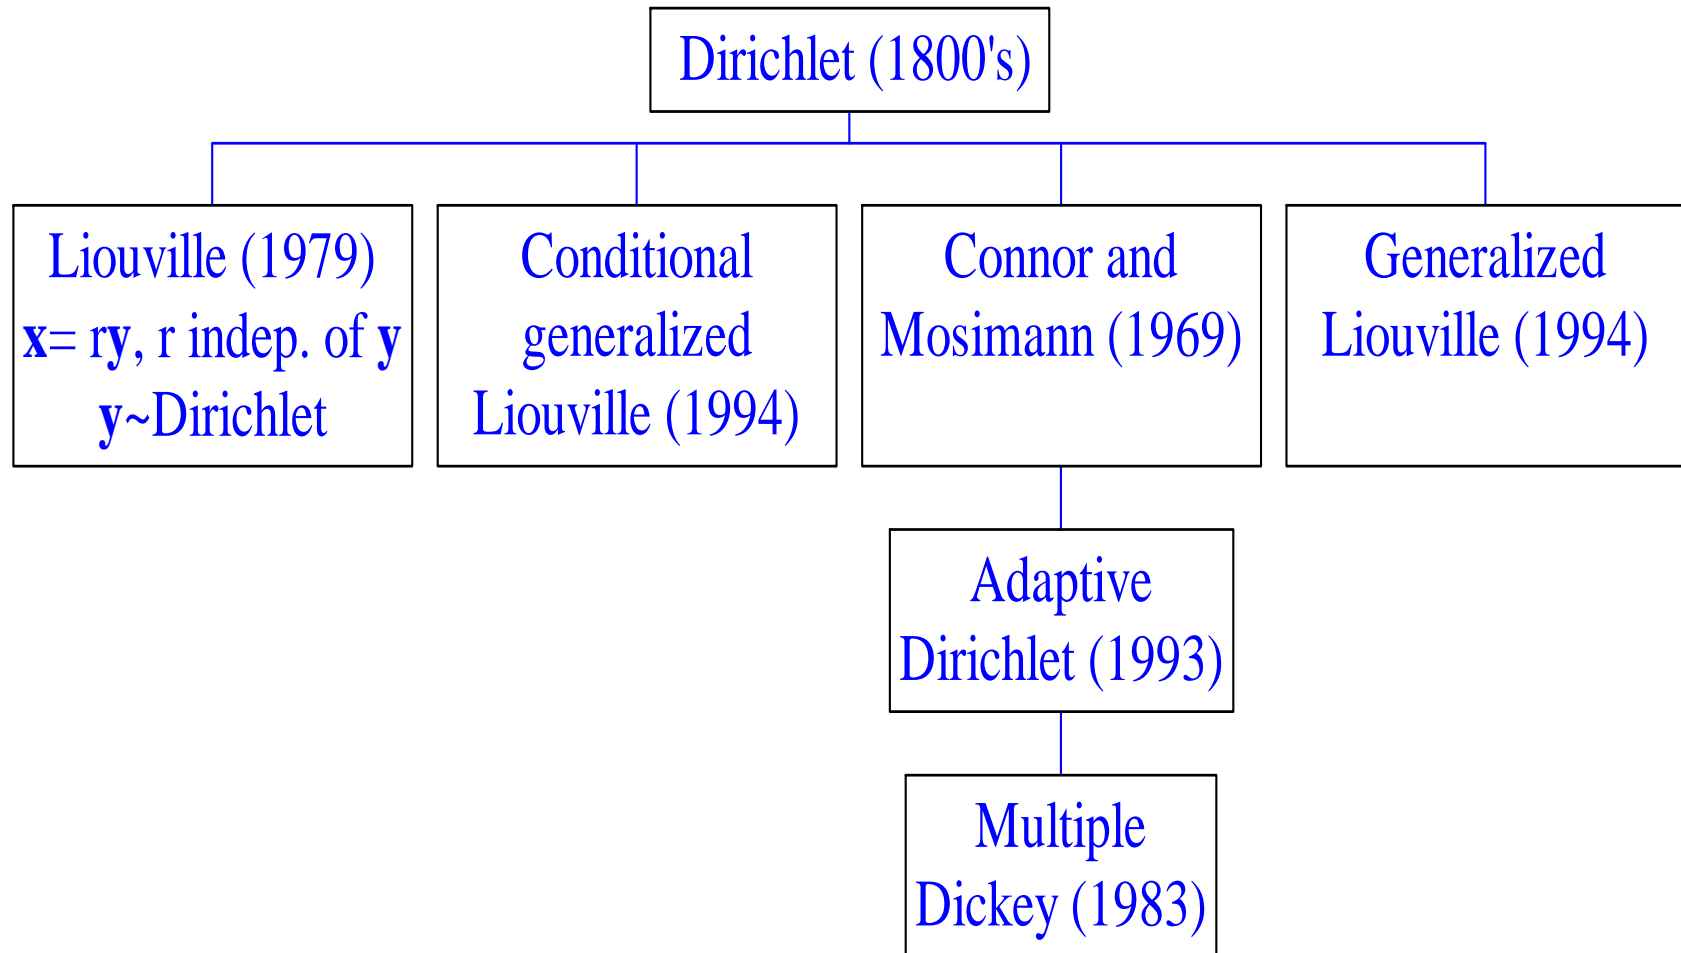 Dirichlet (1800's)
Liouville (1979)
x= ry, r indep. of y
y~Dirichlet
Conditional
generalized
Liouville (1994)
Connor and
Mosimann (1969)
Generalized
Liouville (1994)
Adaptive
Dirichlet (1993)
Multiple
Dickey (1983)